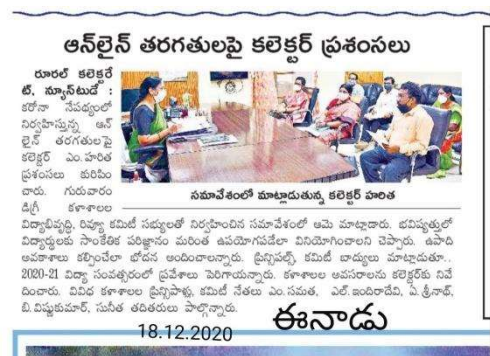 ఆన్‌లైన్ తరగతులపై కలెక్టర్ ప్రశంసలు
రూరల్ కలెక్టరే
ట్, న్యూస్‌టుడే :
కరోనా నేపథ్యంలో
నిర్వహిస్తున్న ఆన్
లైన్ తరగతులపై
కలెక్టర్ ఎం.హరిత
ప్రశంసలు కురిపిం
చారు. గురువారం
డిగ్రీ కళాశాలల
సమావేశంలో మాట్లాడుతున్న కలెక్టర్ హరిత
విద్యాభివృద్ధి, రివ్యూ కమిటీ సభ్యులతో నిర్వహించిన సమావేశంలో ఆమె మాట్లాడారు. భవిష్యత్తులో
విద్యార్థులకు సాంకేతిక పరిజ్ఞానం మరింత ఉపయోగపడేలా వినియోగించాలని చెప్పారు. ఉపాధి
అవకాశాలు కల్పించేలా బోధన అందించాలన్నారు. ప్రిన్సిపల్స్, కమిటీ బాధ్యులు మాట్లాడుతూ..
2020-21 విద్యా సంవత్సరంలో ప్రవేశాలు పెరిగాయన్నారు. కళాశాలల అవసరాలను కలెక్టర్‌కు నివే
దించారు. వివిధ కళాశాలల ప్రిన్సిపాళ్లు, కమిటీ నేతలు ఎం.సమత, ఎల్.ఇందిరాదేవి, ఏ.శ్రీనాథ్,
బి.విష్ణుకుమార్, సునీత తదితరులు పాల్గొన్నారు.
18.12.2020
ఈనాడు